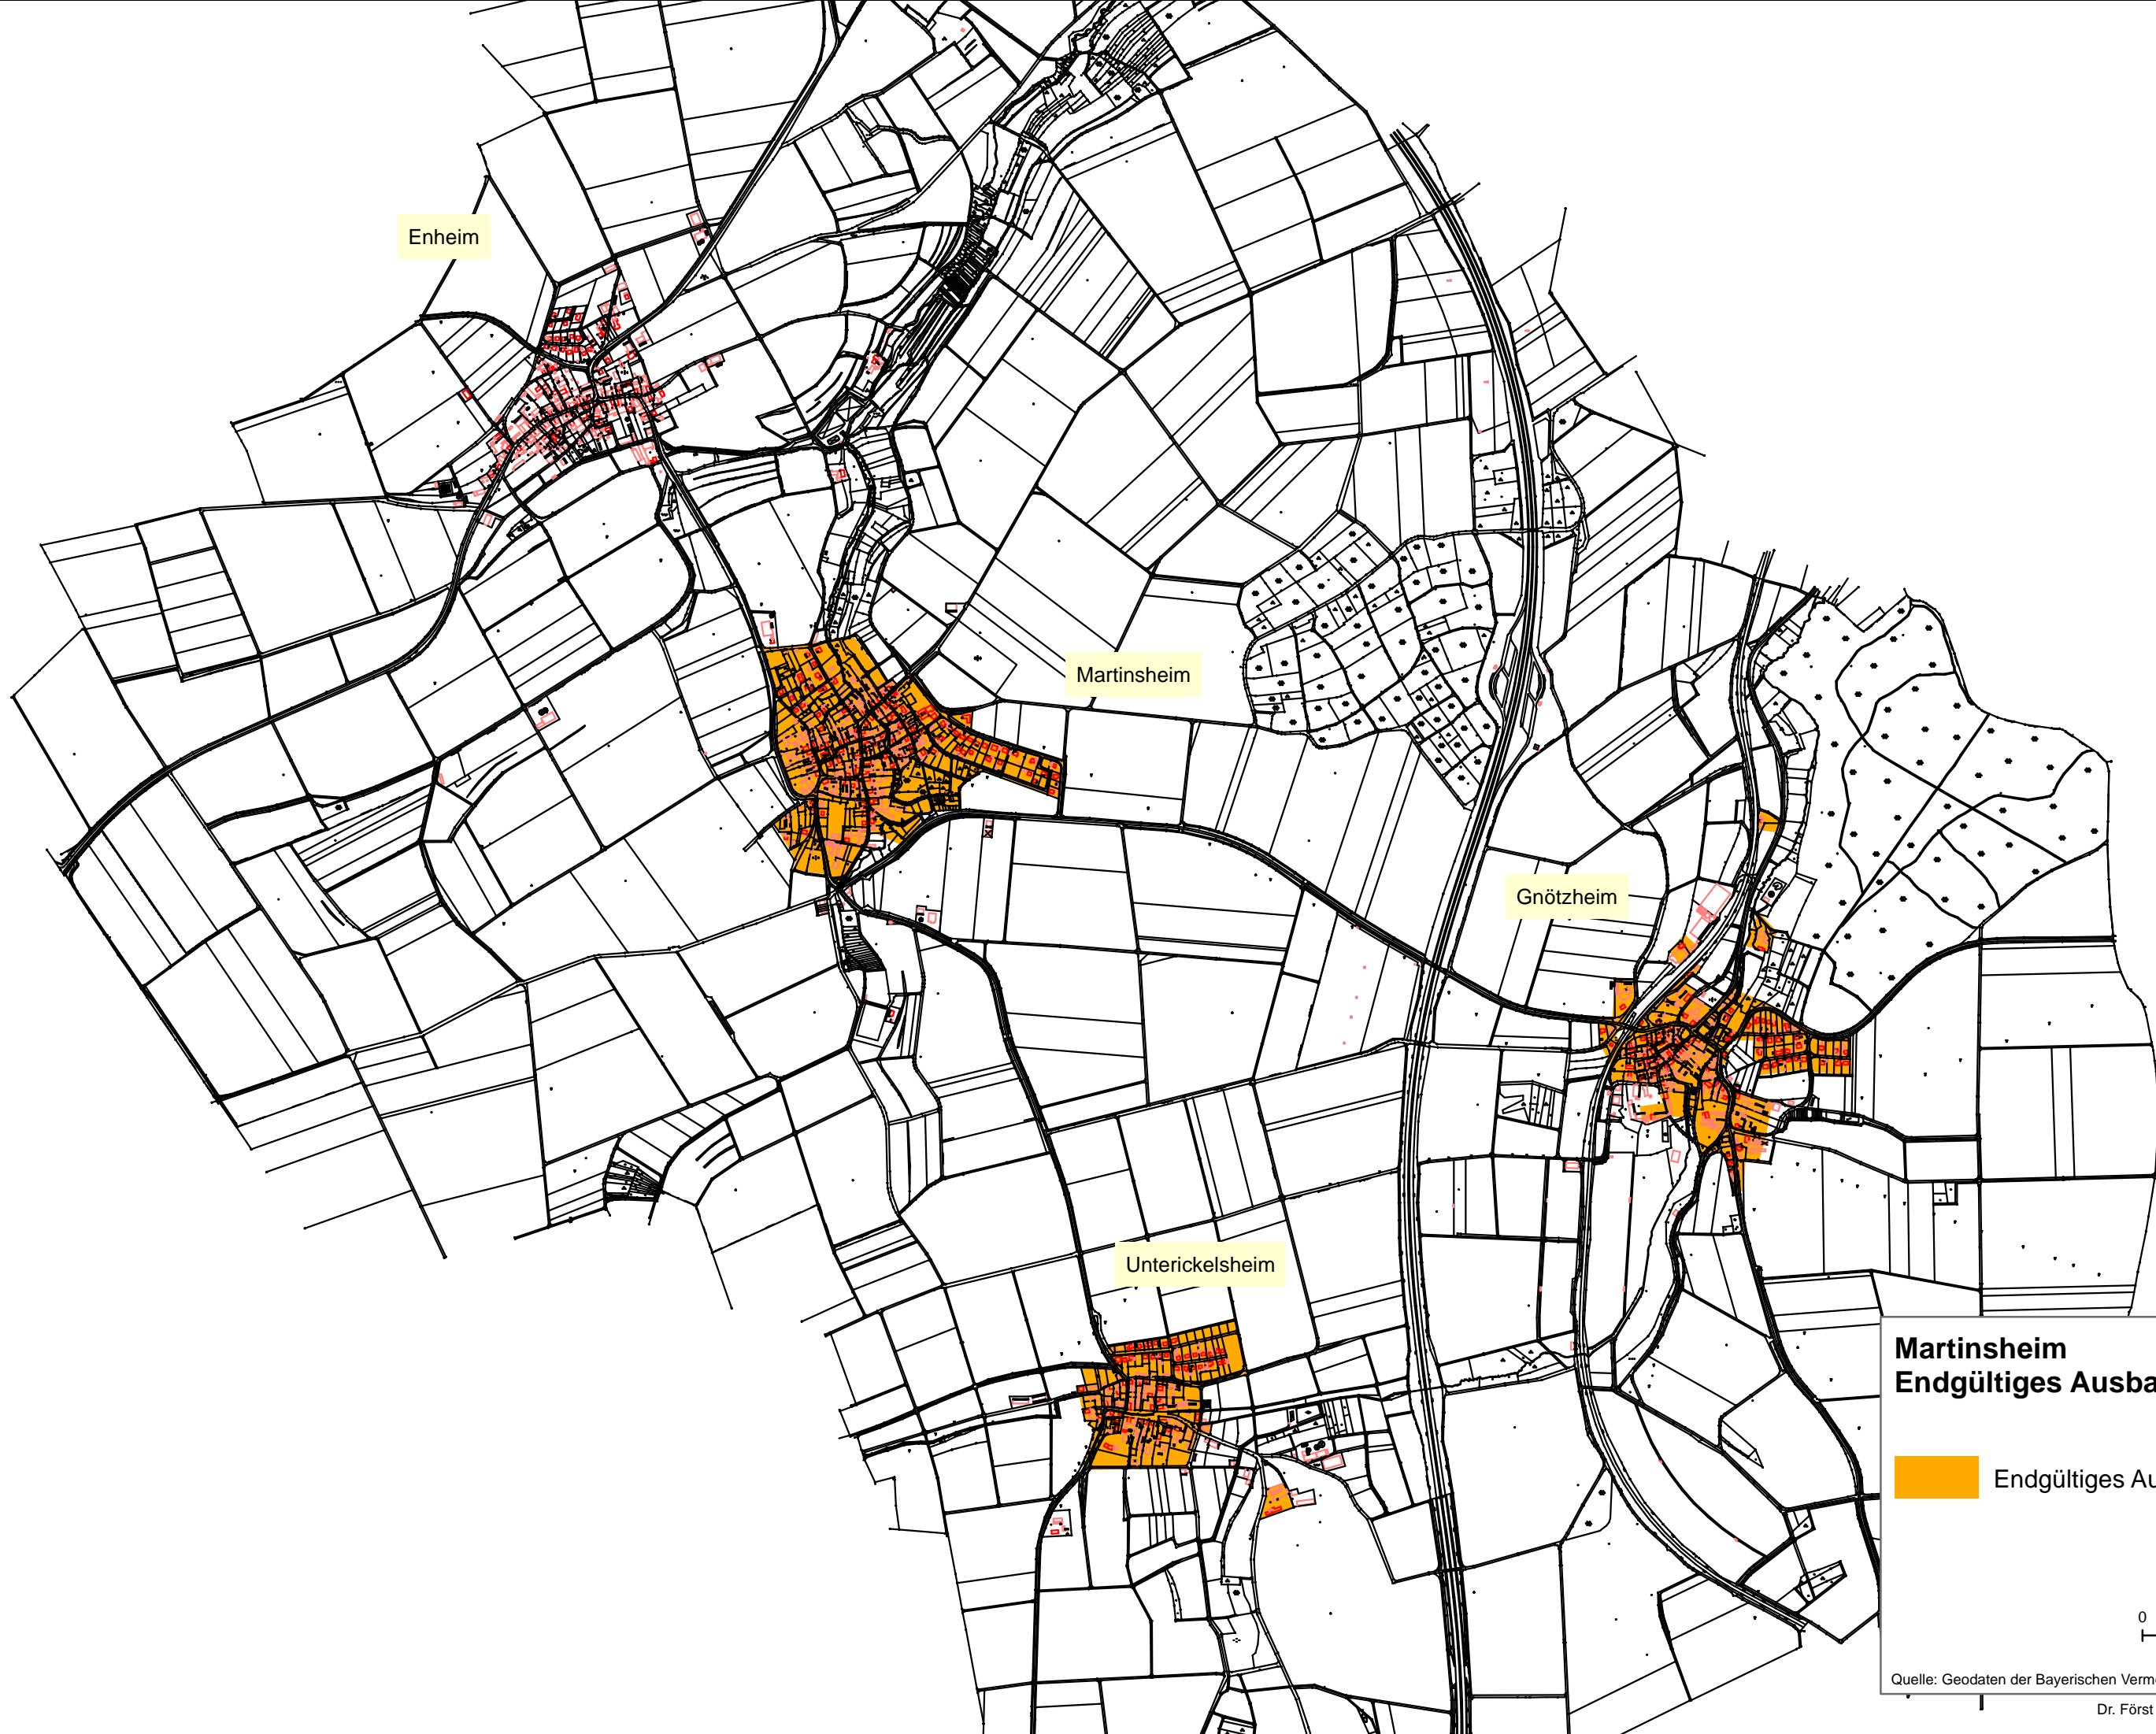 Enheim
Martinsheim
Gnötzheim
Unterickelsheim
Martinsheim
Endgültiges Ausba
Endgültiges Au
0
Quelle: Geodaten der Bayerischen Verm
Dr. Först